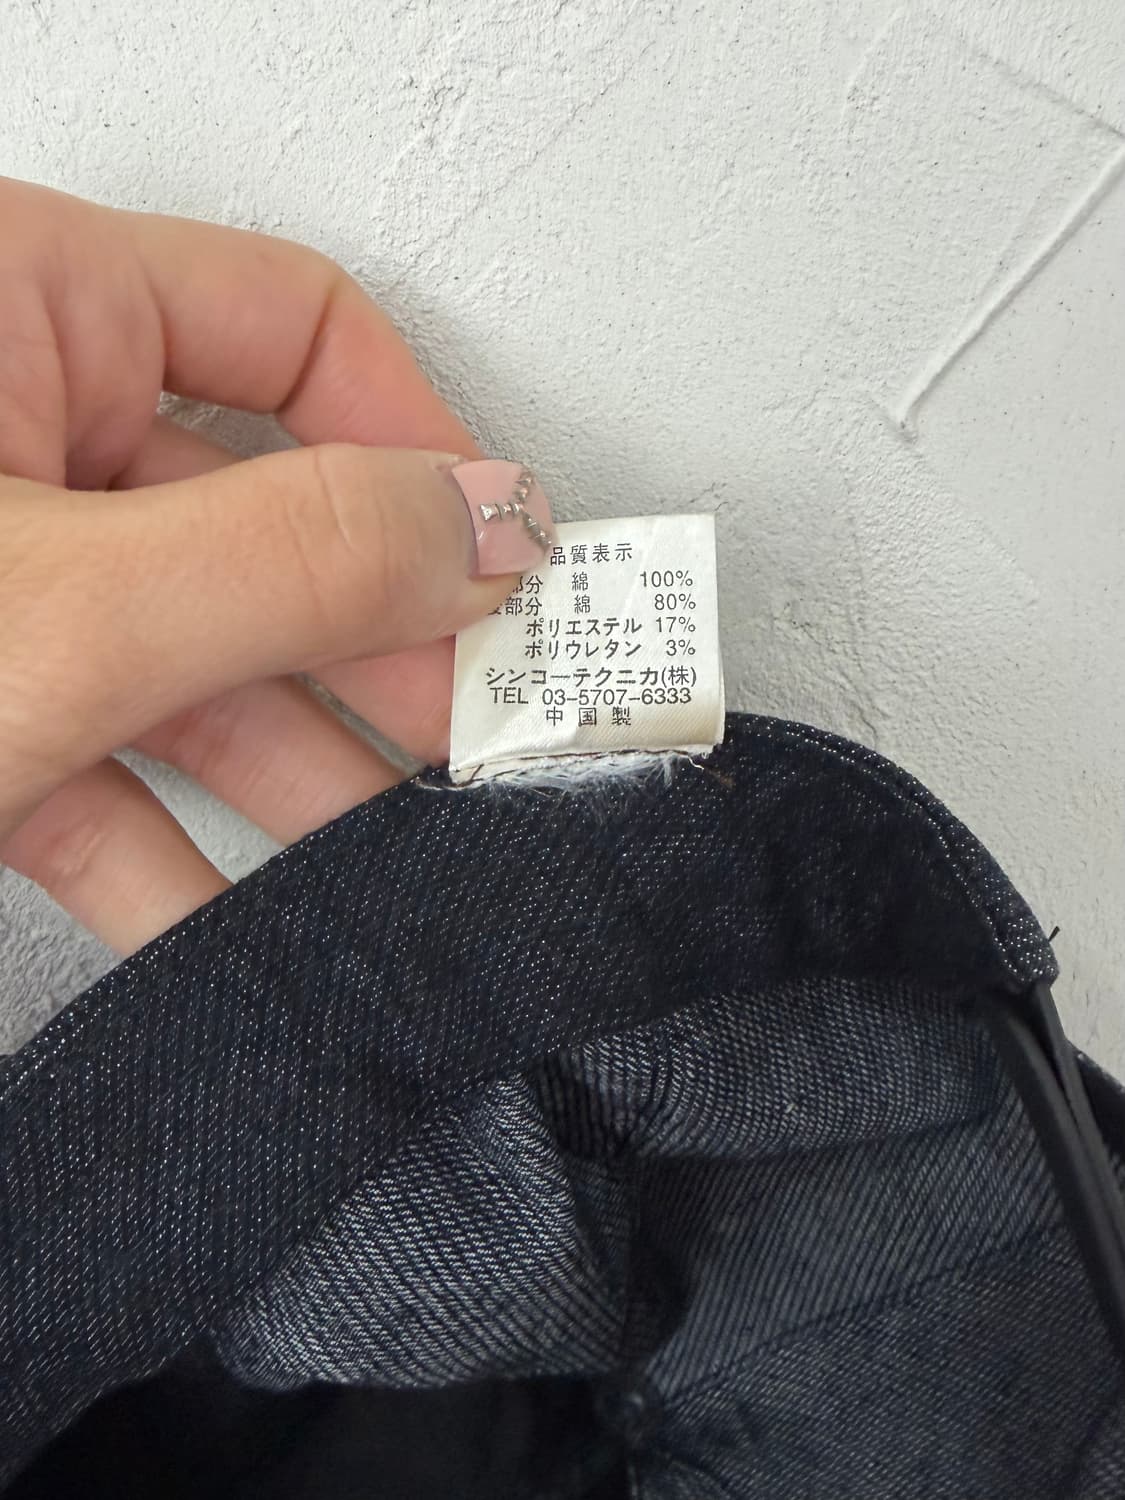 品質表示
部分 綿 100%
部分 綿 80%
ポリエステル 17%
ポリウレタン 3%
シンコーテクニカ(株)
TEL 03-5707-6333
中国製